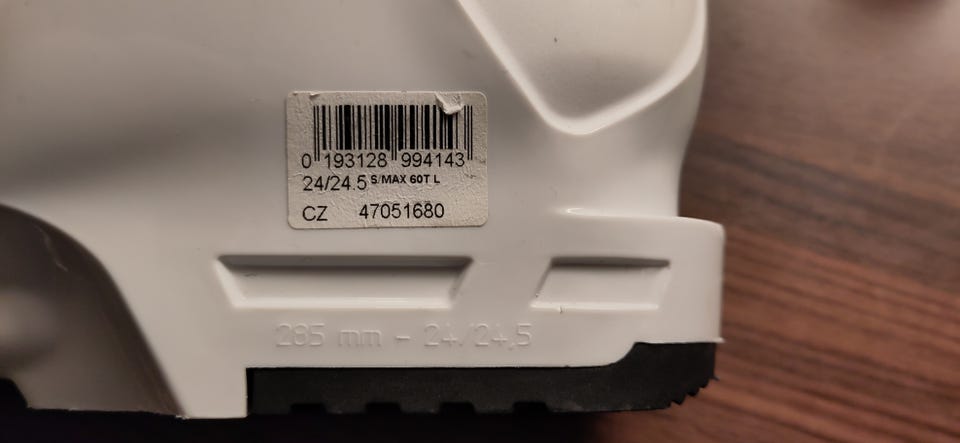 0 193128 994143
24/24.5 S/MAX 60T L
CZ 47051680
285 mm - 24/24,5